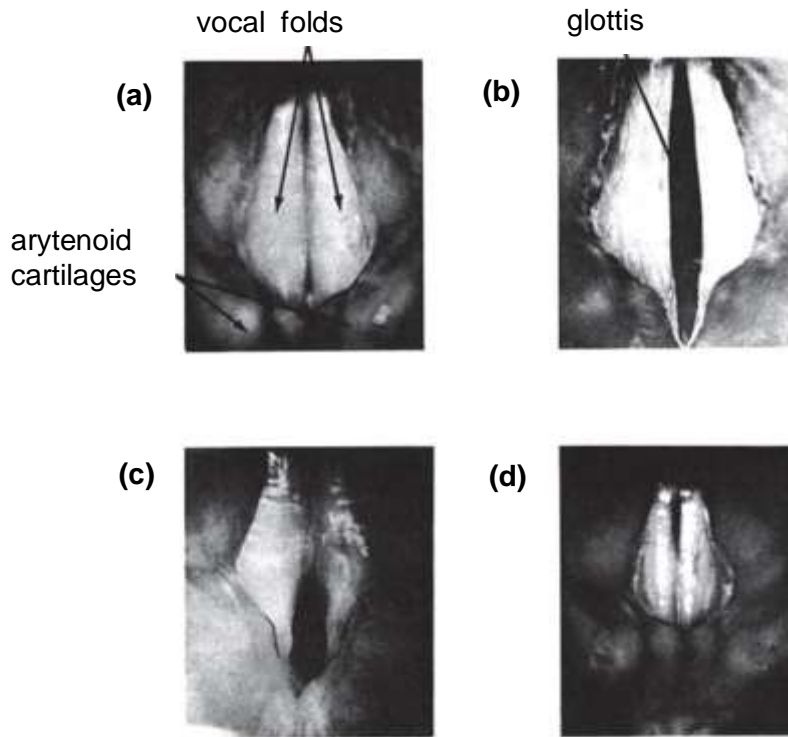 vocal folds
glottis
(a)
(b)
arytenoid
cartilages
(c)
(d)